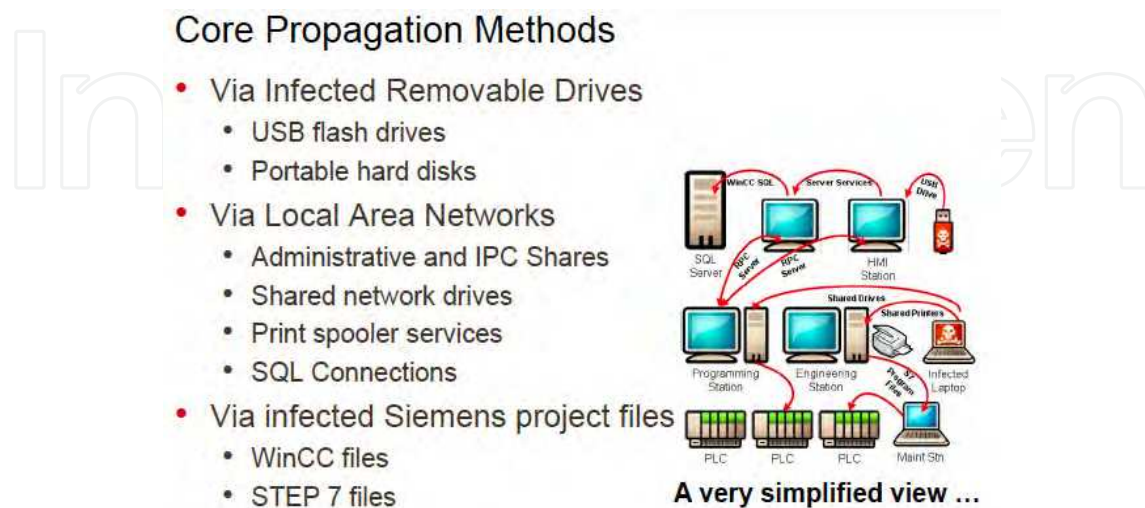 Core Propagation Methods
• Via Infected Removable Drives
• USB flash drives
• Portable hard disks
• Via Local Area Networks
• Administrative and IPC Shares
• Shared network drives
• Print spooler services
• SQL Connections
• Via infected Siemens project files
• WinCC files
• STEP 7 files
WinCC SQL
Server Services
USB
Drive
SQL
Server
RPC
Server
RPC
Server
HMI
Station
Shared Drives
Shared Printers
Programming
Station
Engineering
Station
S7
Program
Files
Infected
Laptop
PLC
PLC
PLC
Maint Stn
A very simplified view ...